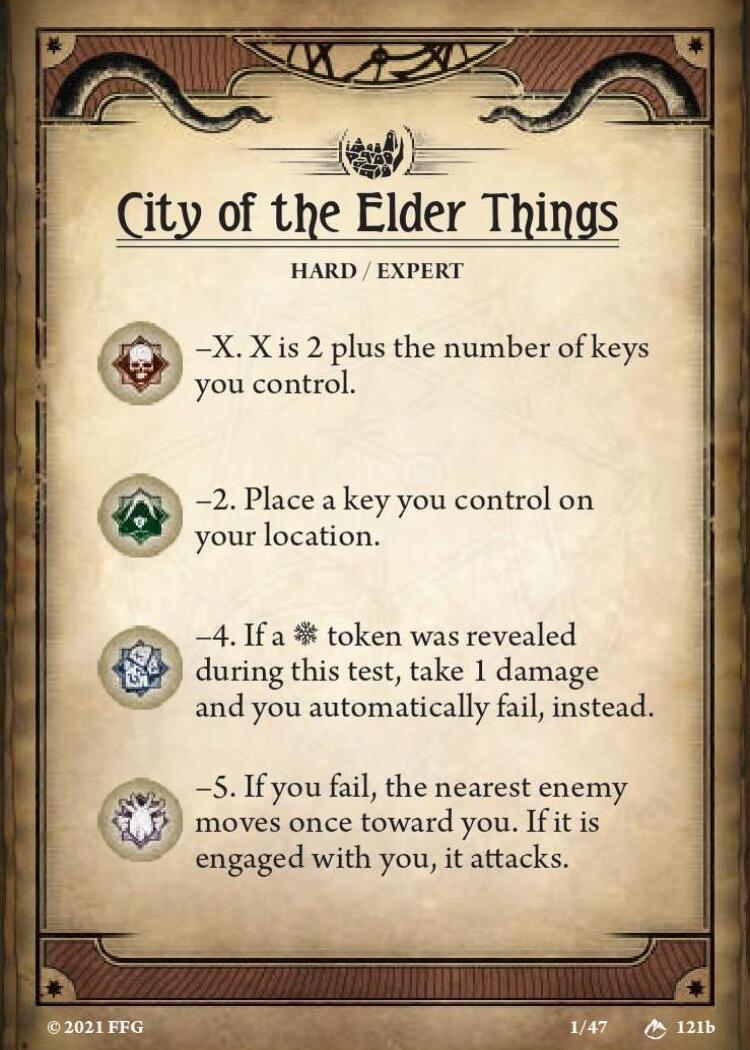 City of the Elder Things
HARD / EXPERT
–X. X is 2 plus the number of keys
you control.
–2. Place a key you control on
your location.
–4. If a ❄ token was revealed
during this test, take 1 damage
and you automatically fail, instead.
–5. If you fail, the nearest enemy
moves once toward you. If it is
engaged with you, it attacks.
© 2021 FFG
1/47
121b